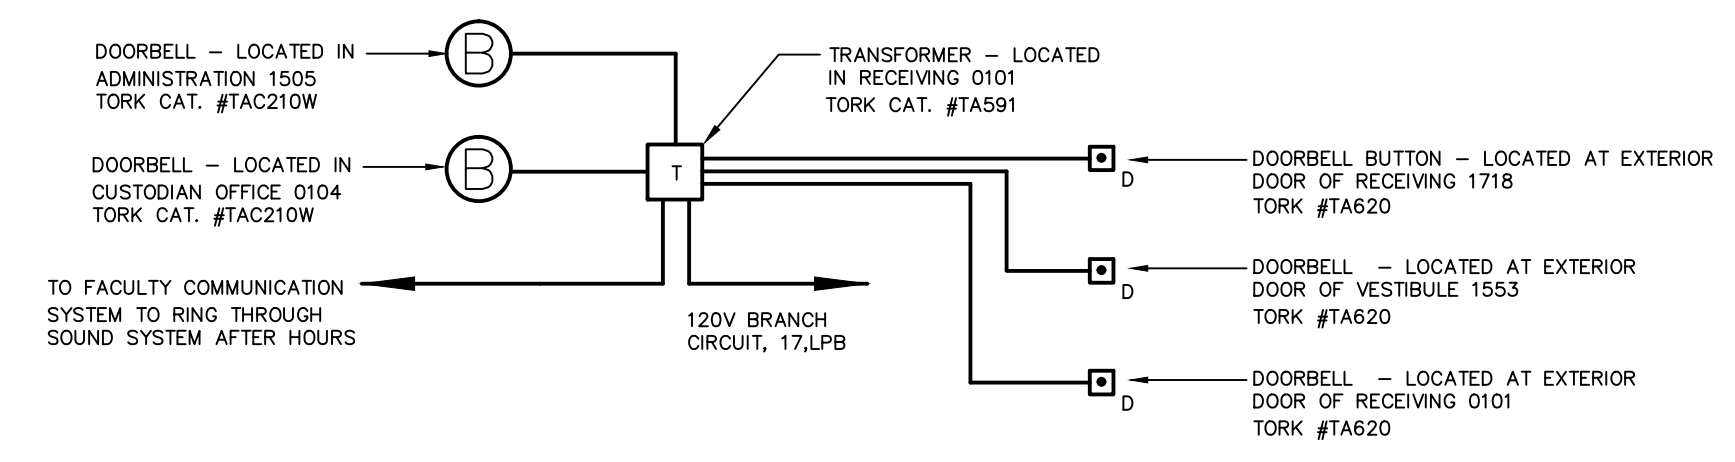 DOORBELL – LOCATED IN
ADMINISTRATION 1505
TORK CAT. #TAC210W
B
TRANSFORMER – LOCATED
IN RECEIVING 0101
TORK CAT. #TA591
DOORBELL – LOCATED IN
CUSTODIAN OFFICE 0104
TORK CAT. #TAC210W
B
T
D
DOORBELL BUTTON – LOCATED AT EXTERIOR
DOOR OF RECEIVING 1718
TORK #TA620
TO FACULTY COMMUNICATION
SYSTEM TO RING THROUGH
SOUND SYSTEM AFTER HOURS
120V BRANCH
CIRCUIT, 17,LPB
D
DOORBELL – LOCATED AT EXTERIOR
DOOR OF VESTIBULE 1553
TORK #TA620
D
DOORBELL – LOCATED AT EXTERIOR
DOOR OF RECEIVING 0101
TORK #TA620